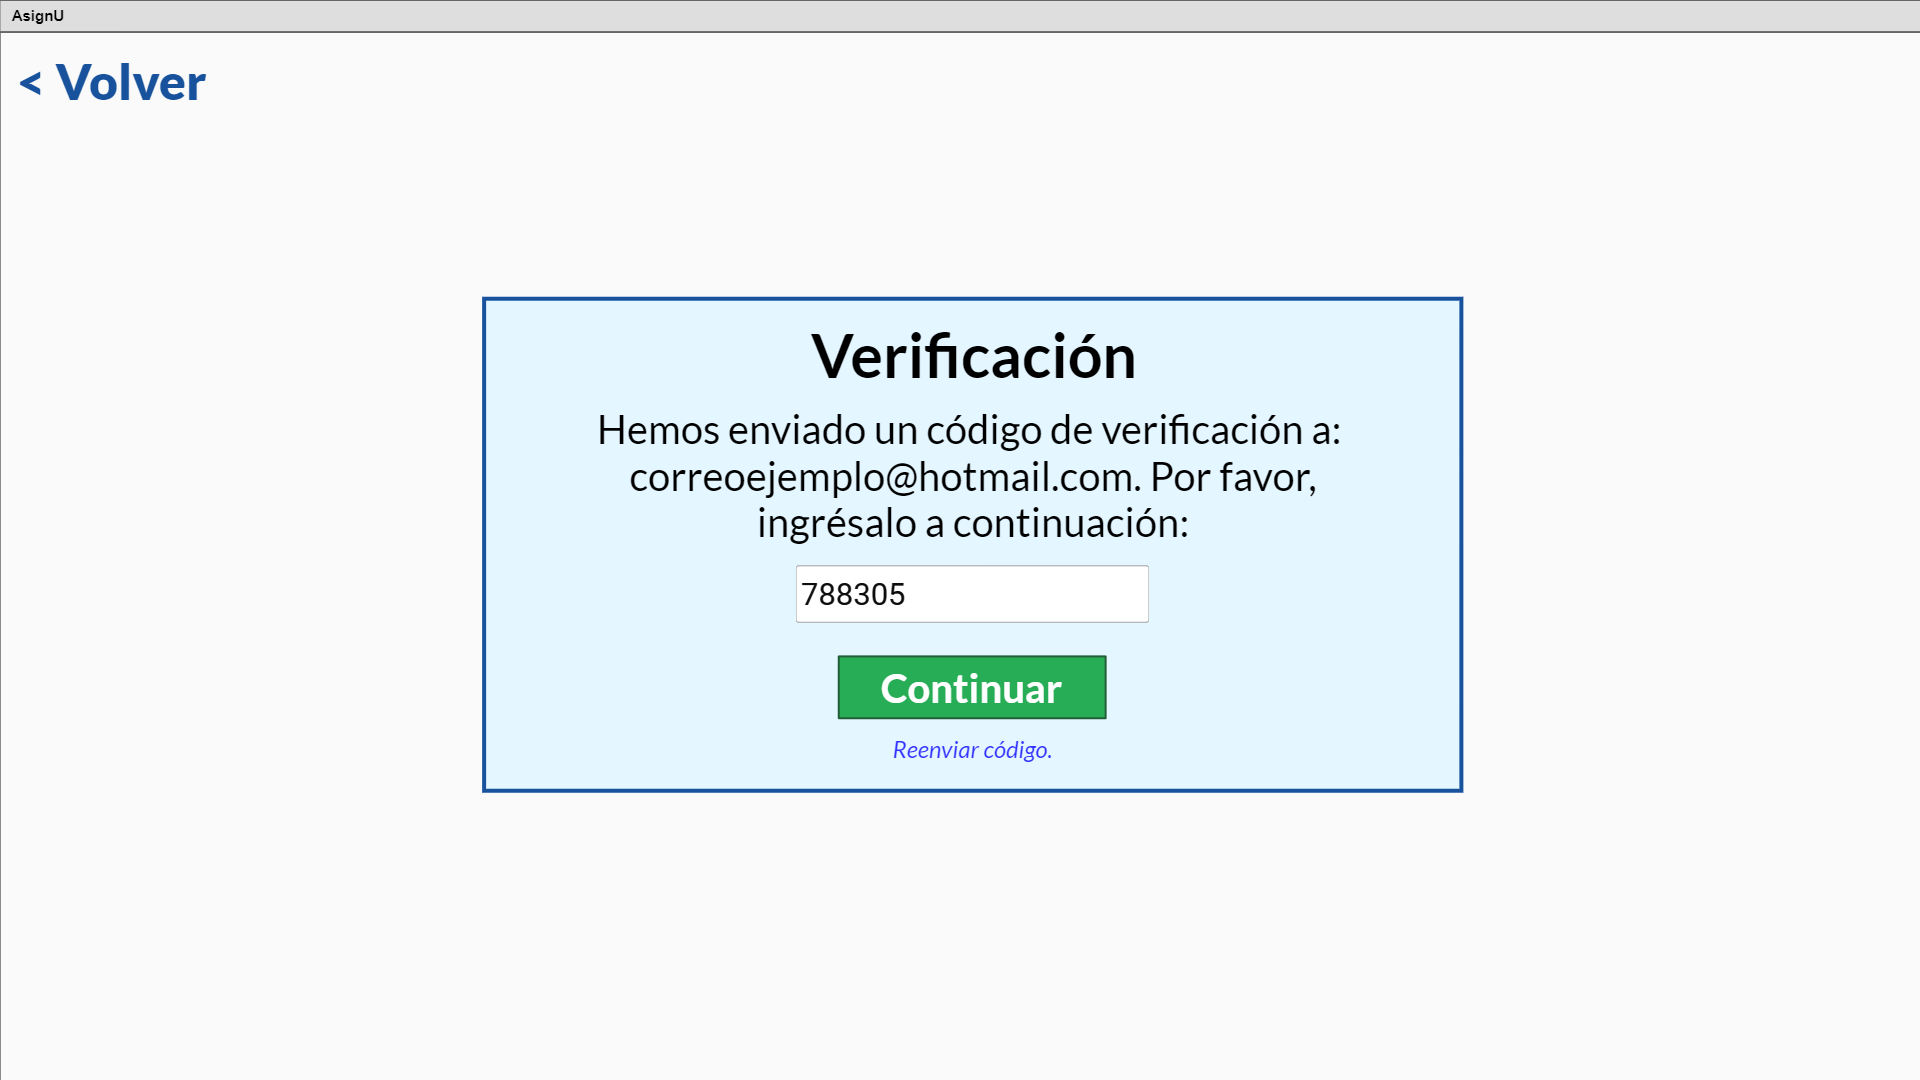 AsignU
< Volver
Verificación
Hemos enviado un código de verificación a:
correoejemplo@hotmail.com. Por favor,
ingrésalo a continuación:
788305
Continuar
Reenviar código.